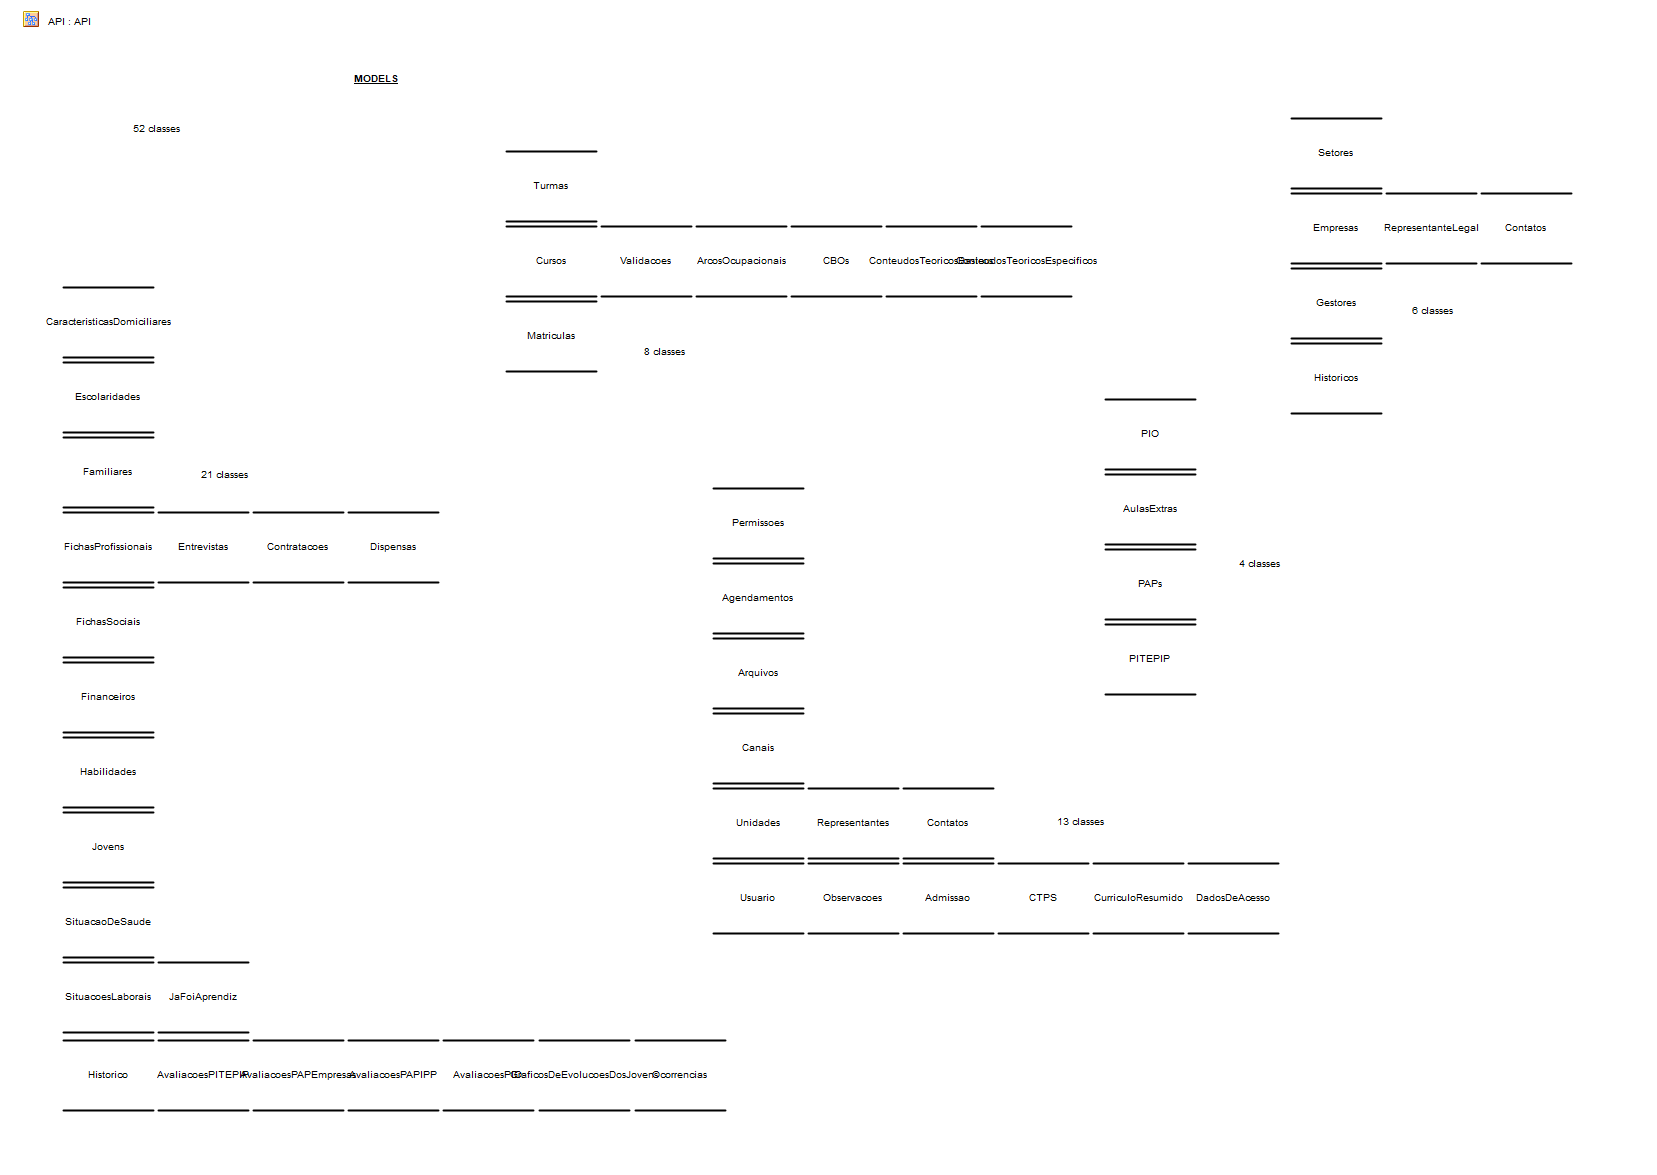 API : API
MODELS
52 classes
CaracteristicasDomiciliares
Escolaridades
Familiares
21 classes
FichasProfissionais Entrevistas Contratacoes Dispensas
FichasSociais
Financeiros
Habilidades
Jovens
SituacaoDeSaude
SituacoesLaborais JaFoiAprendiz
Historico AvaliacoesPITEPIP AvaliacoesPAPEmpresas AvaliacoesPAPIPP AvaliacoesPIO GraficosDeEvolucoesDosJovens Ocorrencias
Turmas
Cursos Validacoes ArcosOcupacionais CBOs ConteudosTeoricosBasicos ConteudosTeoricosEspecificos
Matriculas
8 classes
Permissoes
Agendamentos
Arquivos
Canais
Unidades Representantes Contatos
13 classes
Usuario Observacoes Admissao CTPS CurriculoResumido DadosDeAcesso
PIO
AulasExtras
PAPs
4 classes
PITEPIP
Setores
Empresas RepresentanteLegal Contatos
Gestores
6 classes
Historicos